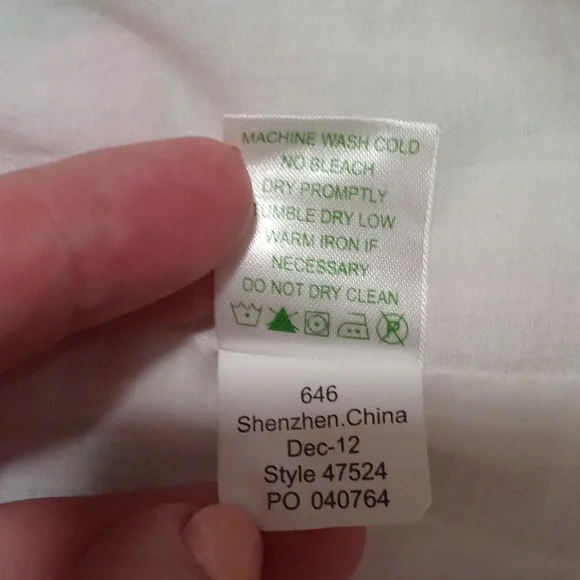 MACHINE WASH COLD
NO BLEACH
DRY PROMPTLY
TUMBLE DRY LOW
WARM IRON IF
NECESSARY
DO NOT DRY CLEAN
P
646
Shenzhen.China
Dec-12
Style 47524
PO 040764